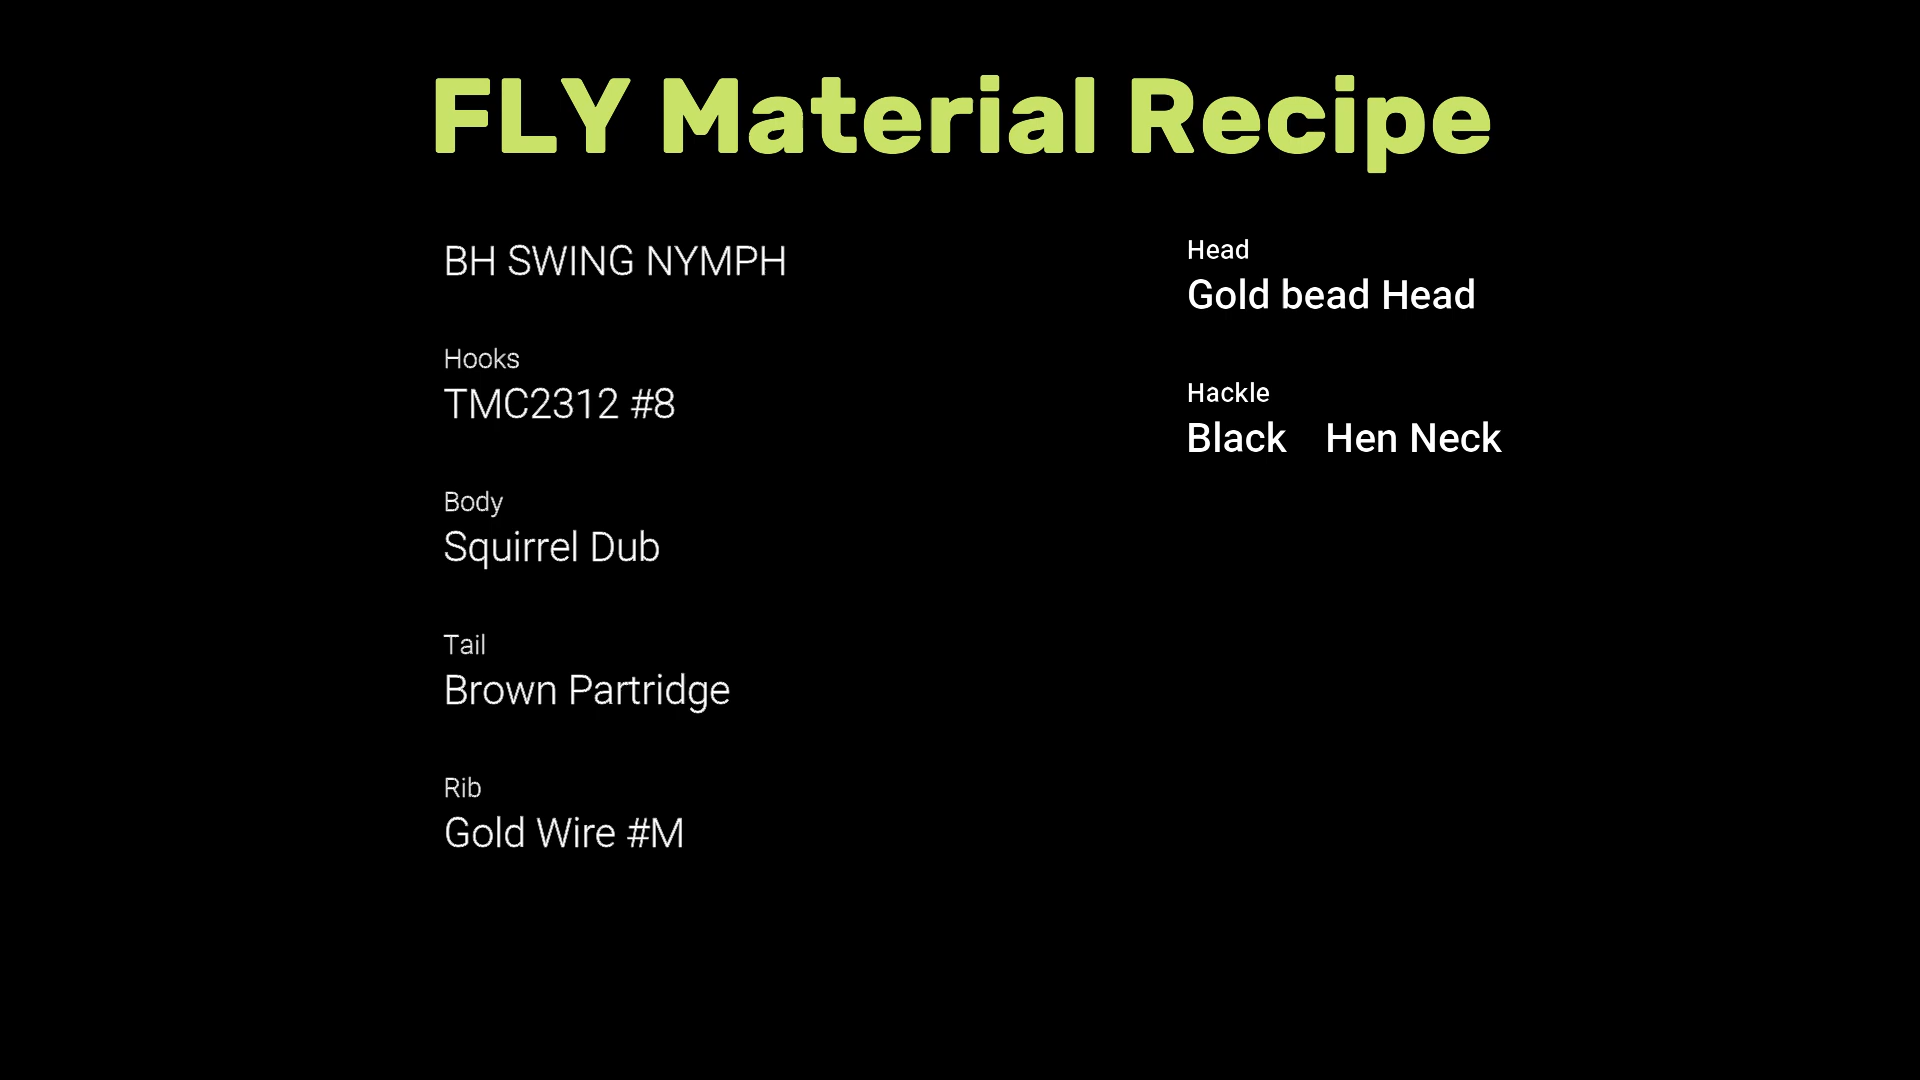 FLY Material Recipe
BH SWING NYMPH
Hooks
TMC2312 #8
Body
Squirrel Dub
Tail
Brown Partridge
Rib
Gold Wire #M
Head
Gold bead Head
Hackle
Black Hen Neck